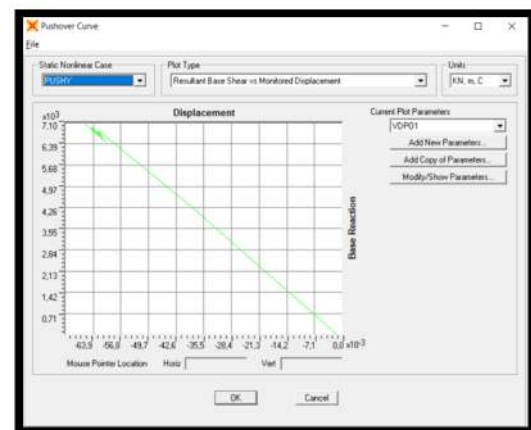 Pushover Curve
File
Static Nonlinear Case
PUSHY
Plot Type
Resultant Base Shear vs Monitored Displacement
Units
KN, m, C
Displacement
x10³
7,10
6,39
5,68
4,97
4,26
3,55
2,84
2,13
1,42
0,71
-63,9 -56,8 -49,7 -42,6 -35,5 -28,4 -21,3 -14,2 -7,1 0,0 x10-3
Base Reaction
Current Plot Parameters
VDPO1
Add New Parameters...
Add Copy of Parameters...
Modify/Show Parameters...
Mouse Pointer Location Horiz Vert
OK Cancel